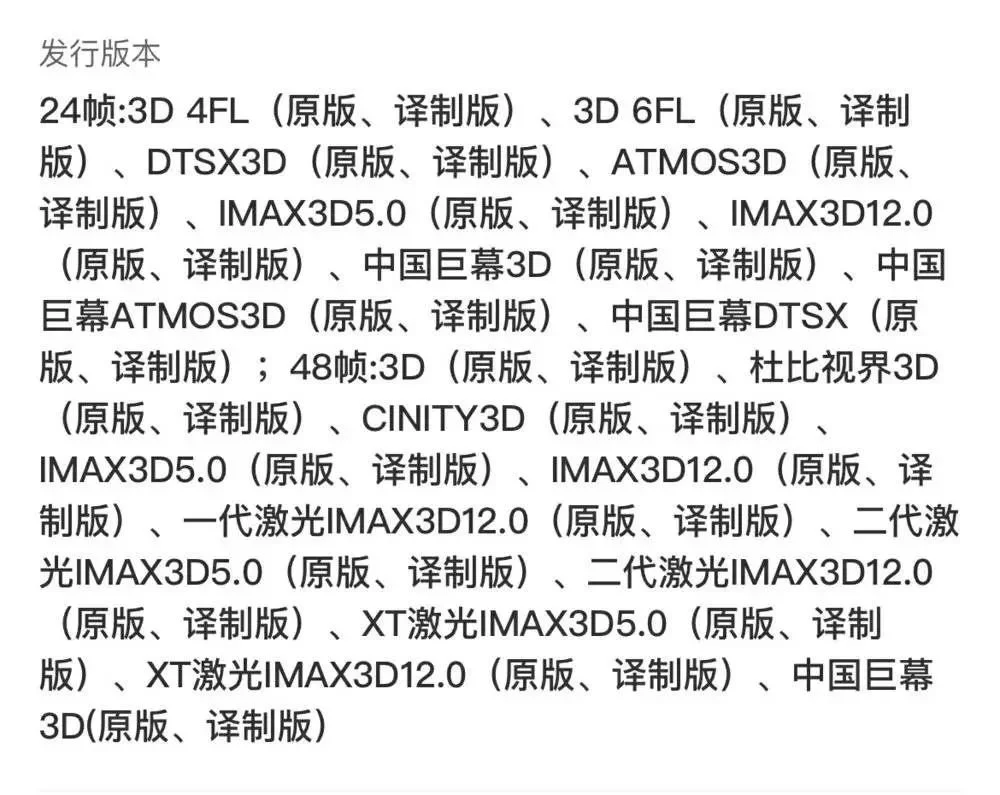 发行版本
24帧:3D 4FL（原版、译制版）、3D 6FL（原版、译制
版）、DTSX3D（原版、译制版）、ATMOS3D（原版、
译制版）、IMAX3D5.0（原版、译制版）、IMAX3D12.0
（原版、译制版）、中国巨幕3D（原版、译制版）、中国
巨幕ATMOS3D（原版、译制版）、中国巨幕DTSX（原
版、译制版）；48帧:3D（原版、译制版）、杜比视界3D
（原版、译制版）、CINITY3D（原版、译制版）、
IMAX3D5.0（原版、译制版）、IMAX3D12.0（原版、译
制版）、一代激光IMAX3D12.0（原版、译制版）、二代激
光IMAX3D5.0（原版、译制版）、二代激光IMAX3D12.0
（原版、译制版）、XT激光IMAX3D5.0（原版、译制
版）、XT激光IMAX3D12.0（原版、译制版）、中国巨幕
3D(原版、译制版）